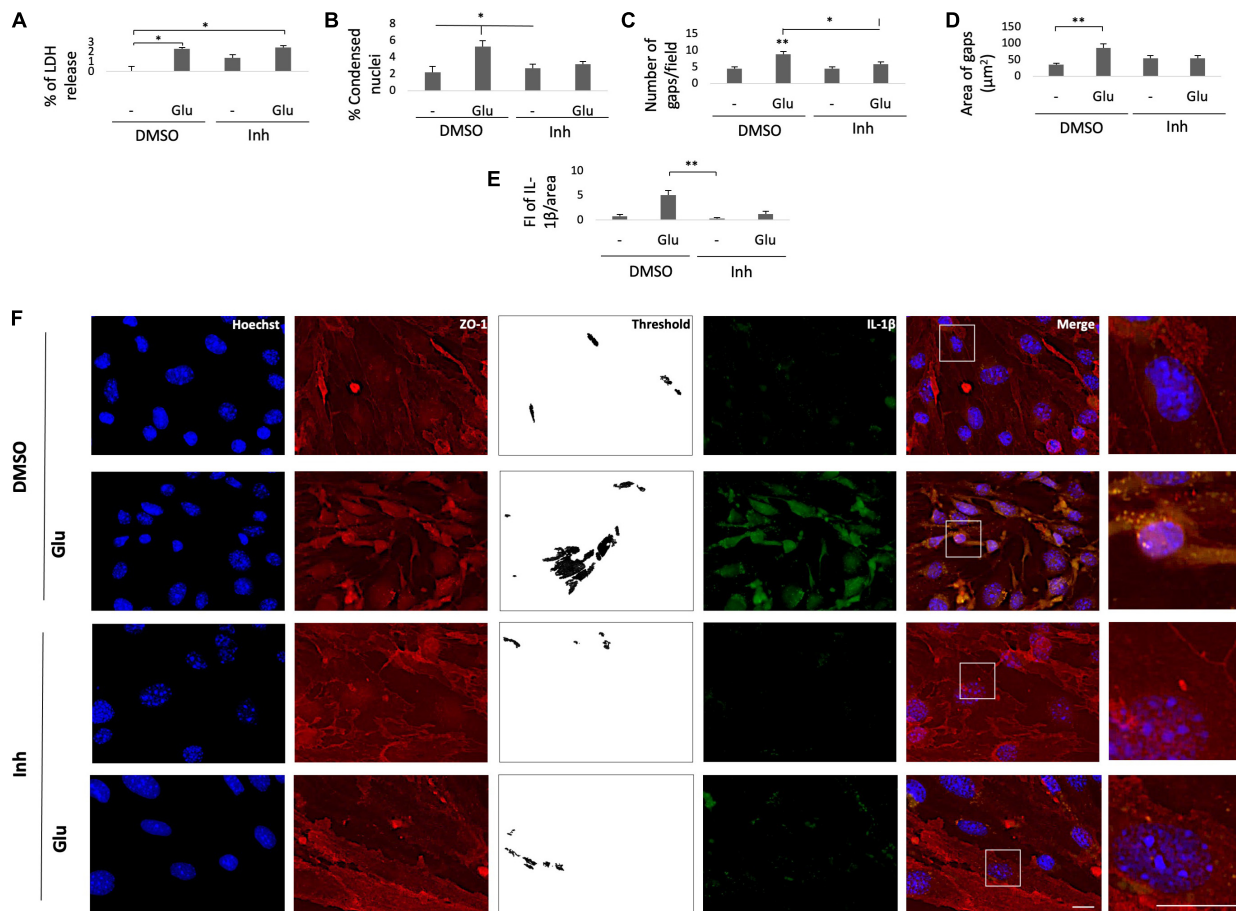 A
% of LDH
release
3
2
1
0
*
*
-
Glu
-
Glu
DMSO
Inh
B
% Condensed
nuclei
8
6
4
2
0
*
-
Glu
-
Glu
DMSO
Inh
C
Number of
gaps/field
15
10
5
0
**
*
-
Glu
-
Glu
DMSO
Inh
D
Area of gaps
(µm²)
150
100
50
0
**
-
Glu
-
Glu
DMSO
Inh
E
FI of IL-
1β/area
10
5
0
**
-
Glu
-
Glu
DMSO
Inh
F
Hoechst
ZO-1
Threshold
IL-1β
Merge
DMSO
Glu
Inh
Glu